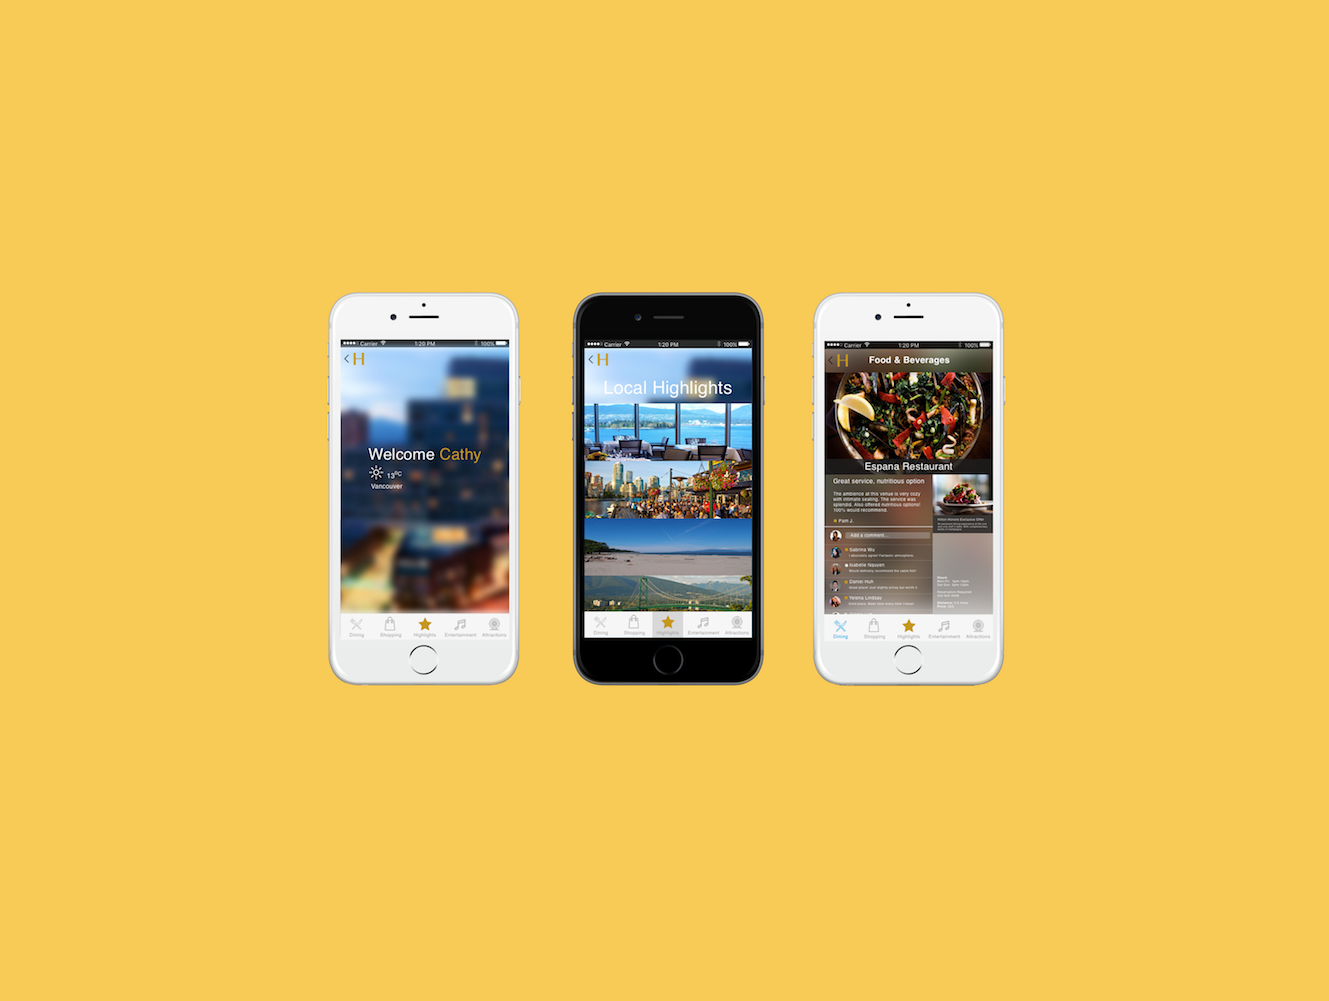 Carrier
1:20 PM
100%
H
Welcome Cathy
13°C
Vancouver
Dining
Shopping
Highlights
Entertainment
Attractions
Carrier
1:20 PM
100%
H
Local Highlights
Dining
Shopping
Highlights
Entertainment
Attractions
Carrier
1:20 PM
100%
H
Food & Beverages
Espana Restaurant
Great service, nutritious option
The ambience at this venue is very cozy
with intimate seating. The service was
splendid. Also offered nutritious options!
100% would recommend.
Pam J.
Add a comment...
Sabrina Wu
Isabelle Nguyen
Daniel Huh
Yelena Lindsay
Dining
Shopping
Highlights
Entertainment
Attractions